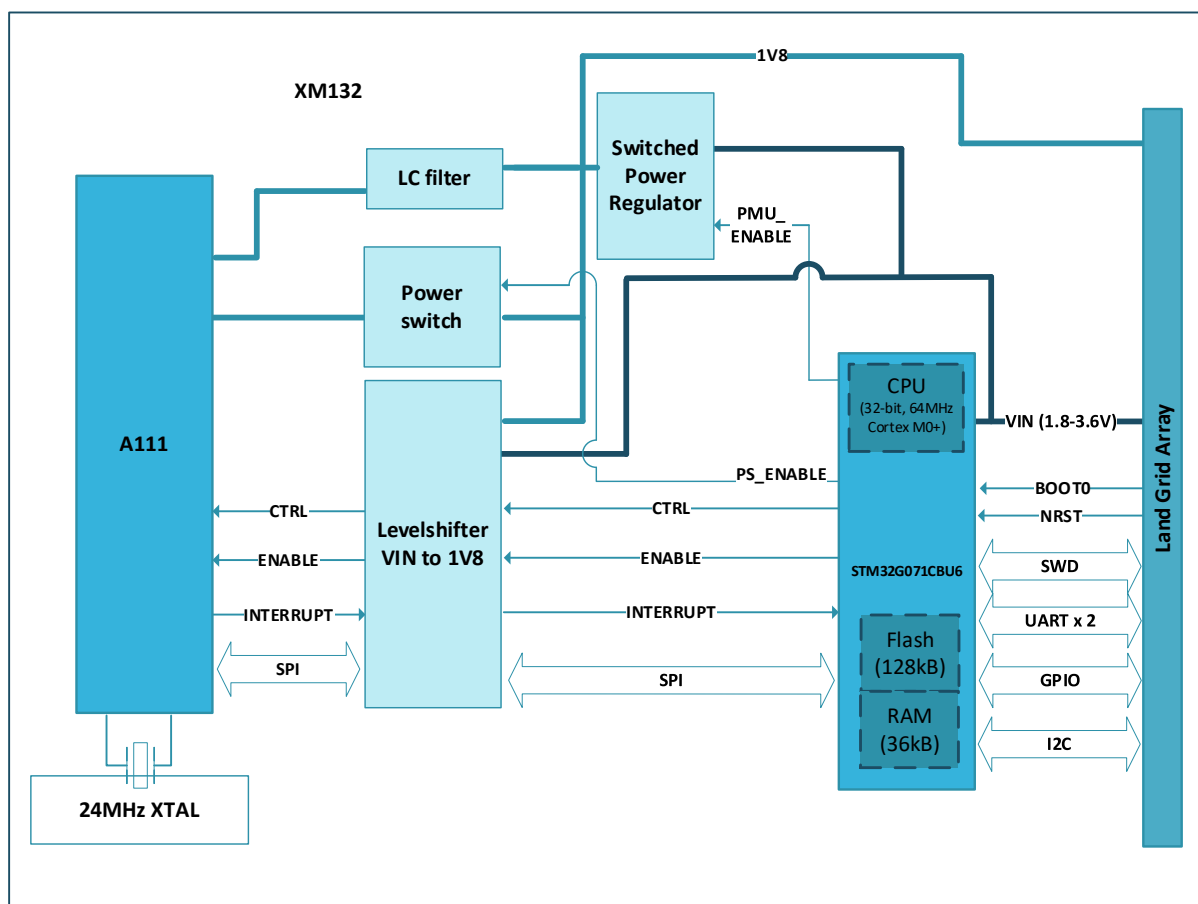 1V8
XM132
Switched
Power
Regulator
LC filter
PMU_
ENABLE
Power
switch
CPU
(32-bit, 64MHz
Cortex M0+)
VIN (1.8-3.6V)
A111
PS_ENABLE
BOOT0
CTRL
CTRL
NRST
Levelshifter
VIN to 1V8
Land Grid Array
ENABLE
ENABLE
STM32G071CBU6
SWD
INTERRUPT
INTERRUPT
UART x 2
Flash
(128kB)
SPI
SPI
GPIO
RAM
(36kB)
I2C
24MHz XTAL